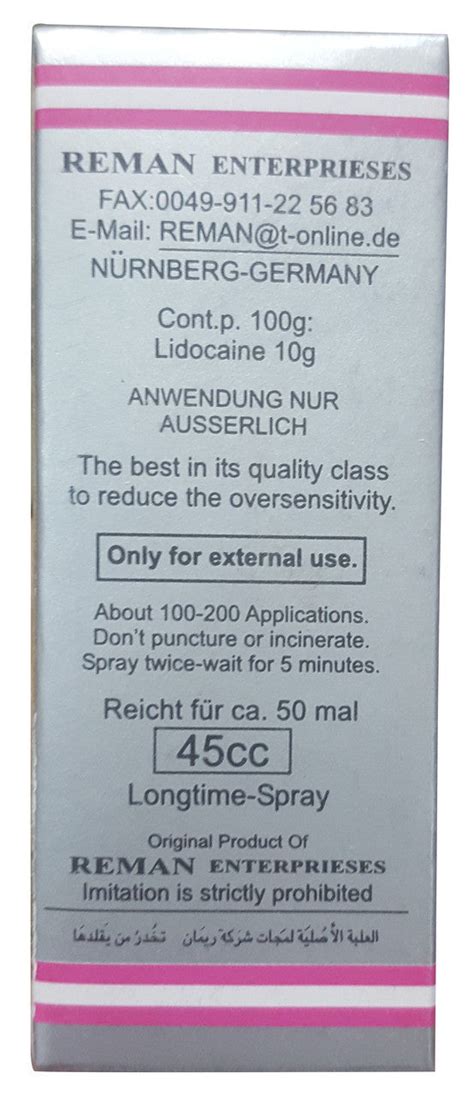 REMAN ENTERPRIESES
FAX:0049-911-22 56 83
E-Mail: REMAN@t-online.de
NÜRNBERG-GERMANY
Cont.p. 100g:
Lidocaine 10g
ANWENDUNG NUR
AUSSERLICH
The best in its quality class
to reduce the oversensitivity.
Only for external use.
About 100-200 Applications.
Don't puncture or incinerate.
Spray twice-wait for 5 minutes.
Reicht für ca. 50 mal
45cc
Longtime-Spray
Original Product Of
REMAN ENTERPRIESES
Imitation is strictly prohibited
العلبة الأصلية لمنجات شركة ريمان تخدر من يقلدها